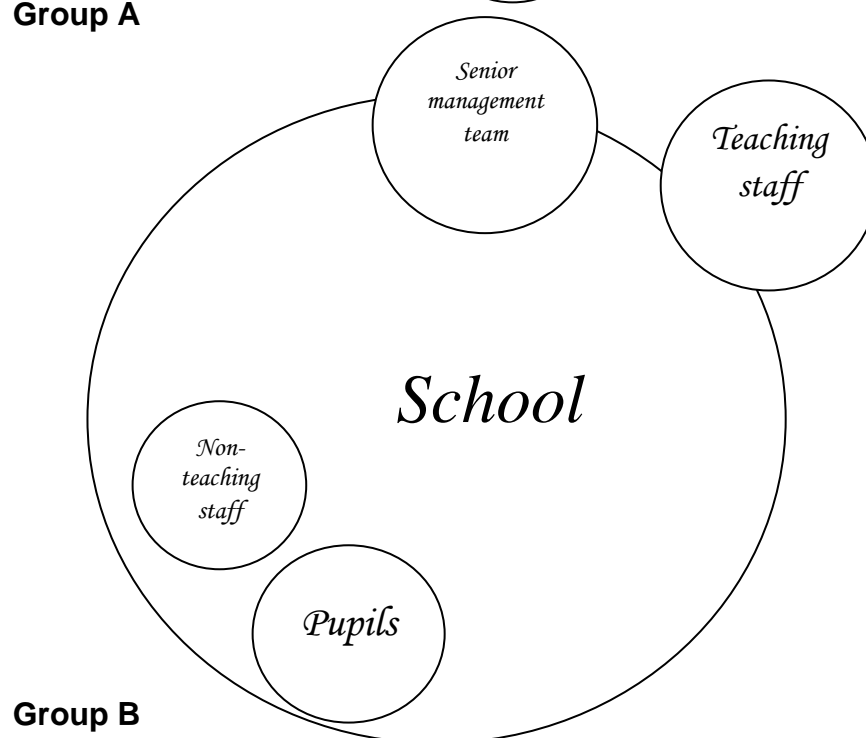 Group A
Senior
management
team
Teaching
staff
School
Non-
teaching
staff
Pupils
Group B